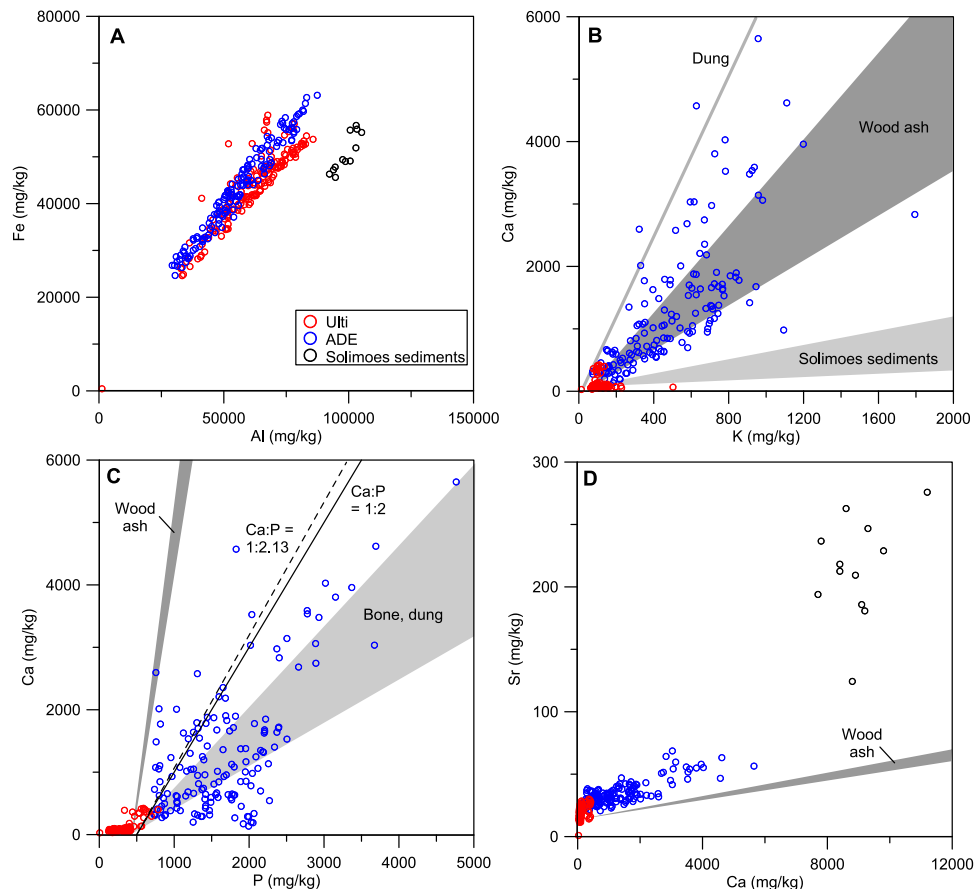 A
Fe (mg/kg)
80000
60000
40000
20000
0
0
50000
100000
150000
Al (mg/kg)
Ulti
ADE
Solimoes sediments
B
Ca (mg/kg)
6000
4000
2000
0
0
400
800
1200
1600
2000
K (mg/kg)
Dung
Wood ash
Solimoes sediments
C
Ca (mg/kg)
6000
4000
2000
0
0
1000
2000
3000
4000
5000
P (mg/kg)
Wood
ash
Ca:P =
1:2.13
Ca:P
= 1:2
Bone, dung
D
Sr (mg/kg)
300
200
100
0
0
4000
8000
12000
Ca (mg/kg)
Wood
ash